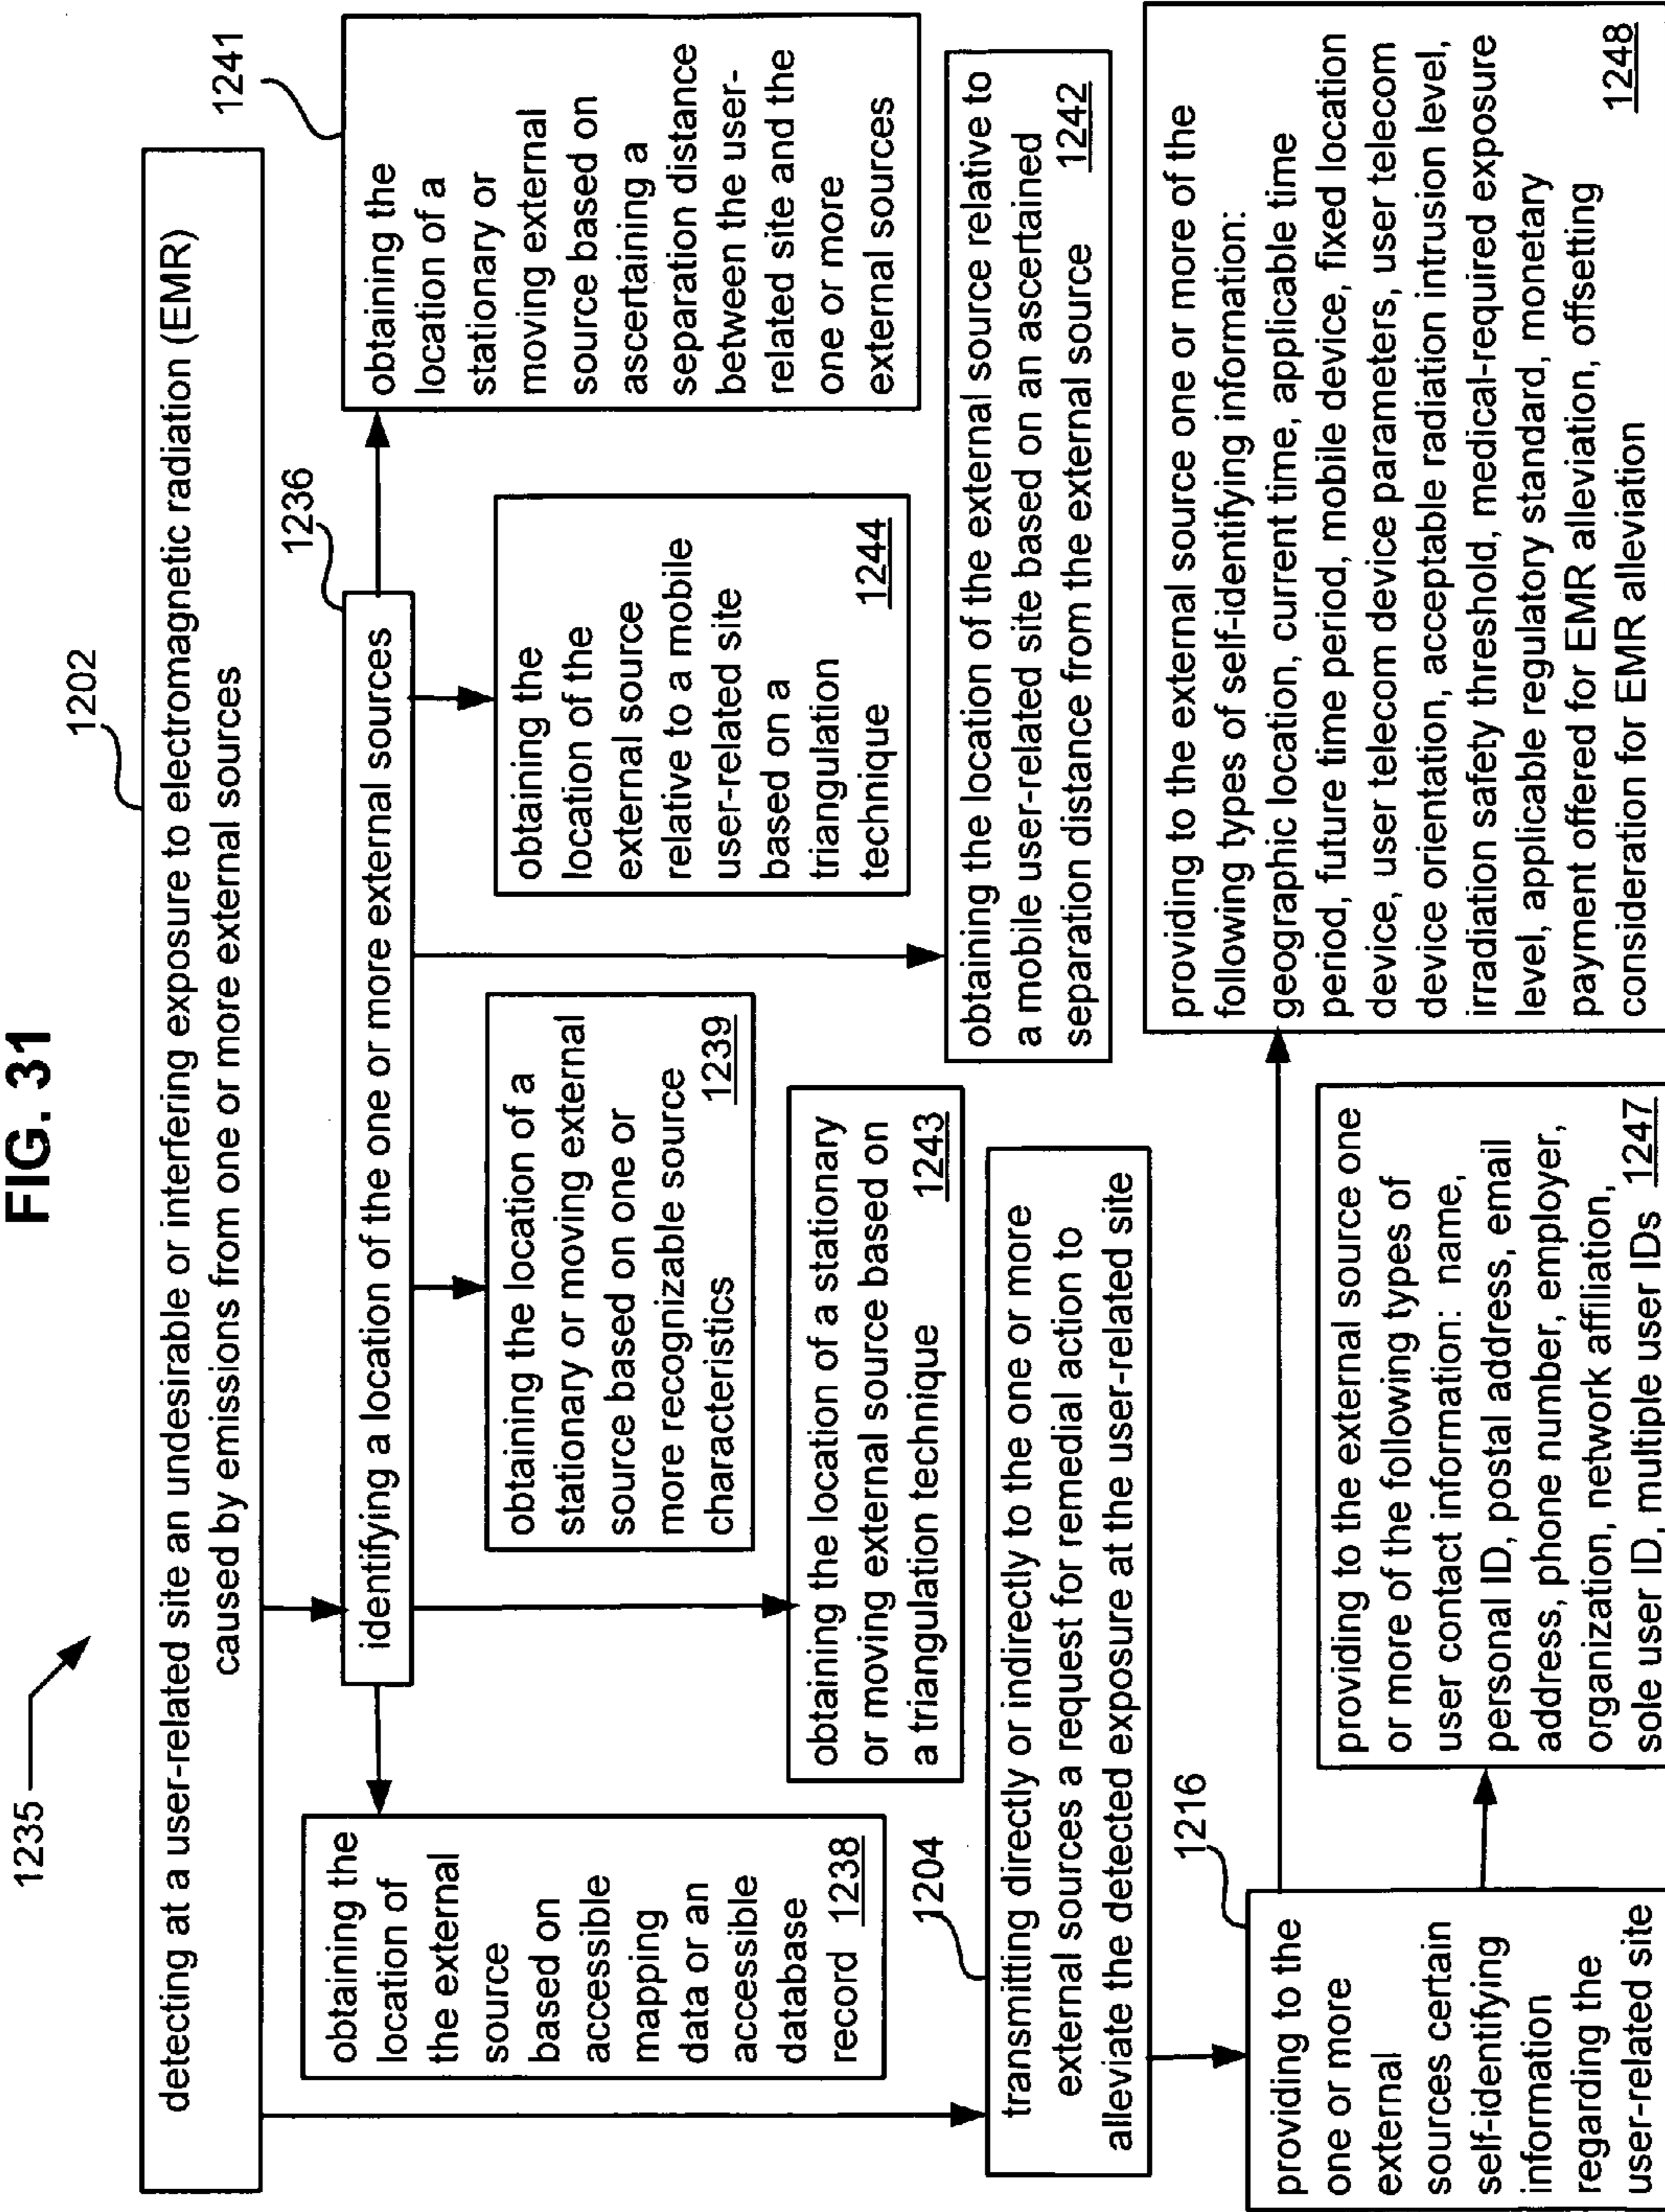 FIG. 31
1235
1202
detecting at a user-related site an undesirable or interfering exposure to electromagnetic radiation (EMR)
caused by emissions from one or more external sources
1236
identifying a location of the one or more external sources
1241
obtaining the
location of a
stationary or
moving external
source based on
ascertaining a
separation distance
between the user-
related site and the
one or more
external sources
obtaining the
location of
the external
source
based on
accessible
mapping
data or an
accessible
database
record 1238
obtaining the location of a
stationary or moving external
source based on one or
more recognizable source
characteristics 1239
obtaining the
location of the
external source
relative to a mobile
user-related site
based on a
triangulation
technique 1244
obtaining the location of a stationary
or moving external source based on
a triangulation technique 1243
obtaining the location of the external source relative to
a mobile user-related site based on an ascertained
separation distance from the external source 1242
1204
transmitting directly or indirectly to the one or more
external sources a request for remedial action to
alleviate the detected exposure at the user-related site
1216
providing to the
one or more
external
sources certain
self-identifying
information
regarding the
user-related site
providing to the external source one
or more of the following types of
user contact information: name,
personal ID, postal address, email
address, phone number, employer,
organization, network affiliation,
sole user ID, multiple user IDs 1247
providing to the external source one or more of the
following types of self-identifying information:
geographic location, current time, applicable time
period, future time period, mobile device, fixed location
device, user telecom device parameters, user telecom
device orientation, acceptable radiation intrusion level,
irradiation safety threshold, medical-required exposure
level, applicable regulatory standard, monetary
payment offered for EMR alleviation, offsetting
consideration for EMR alleviation 1248